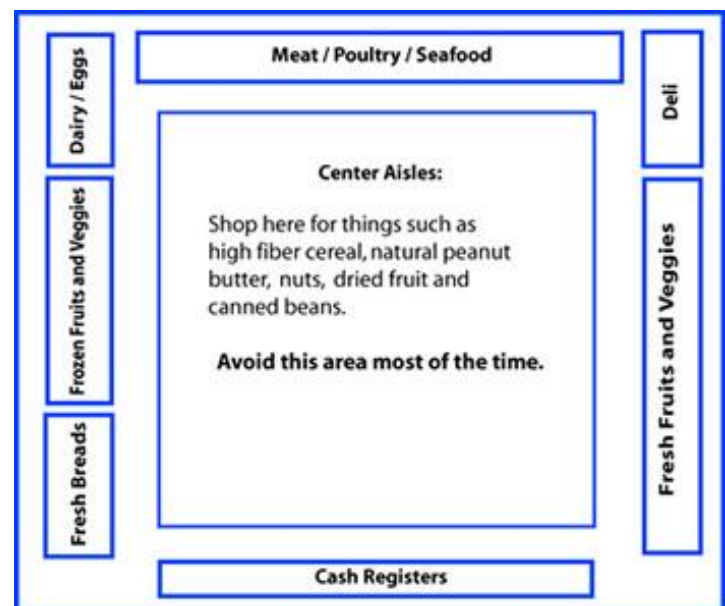 Meat / Poultry / Seafood
Dairy / Eggs
Deli
Center Aisles:
Shop here for things such as
high fiber cereal, natural peanut
butter, nuts, dried fruit and
canned beans.
Avoid this area most of the time.
Frozen Fruits and Veggies
Fresh Fruits and Veggies
Fresh Breads
Cash Registers